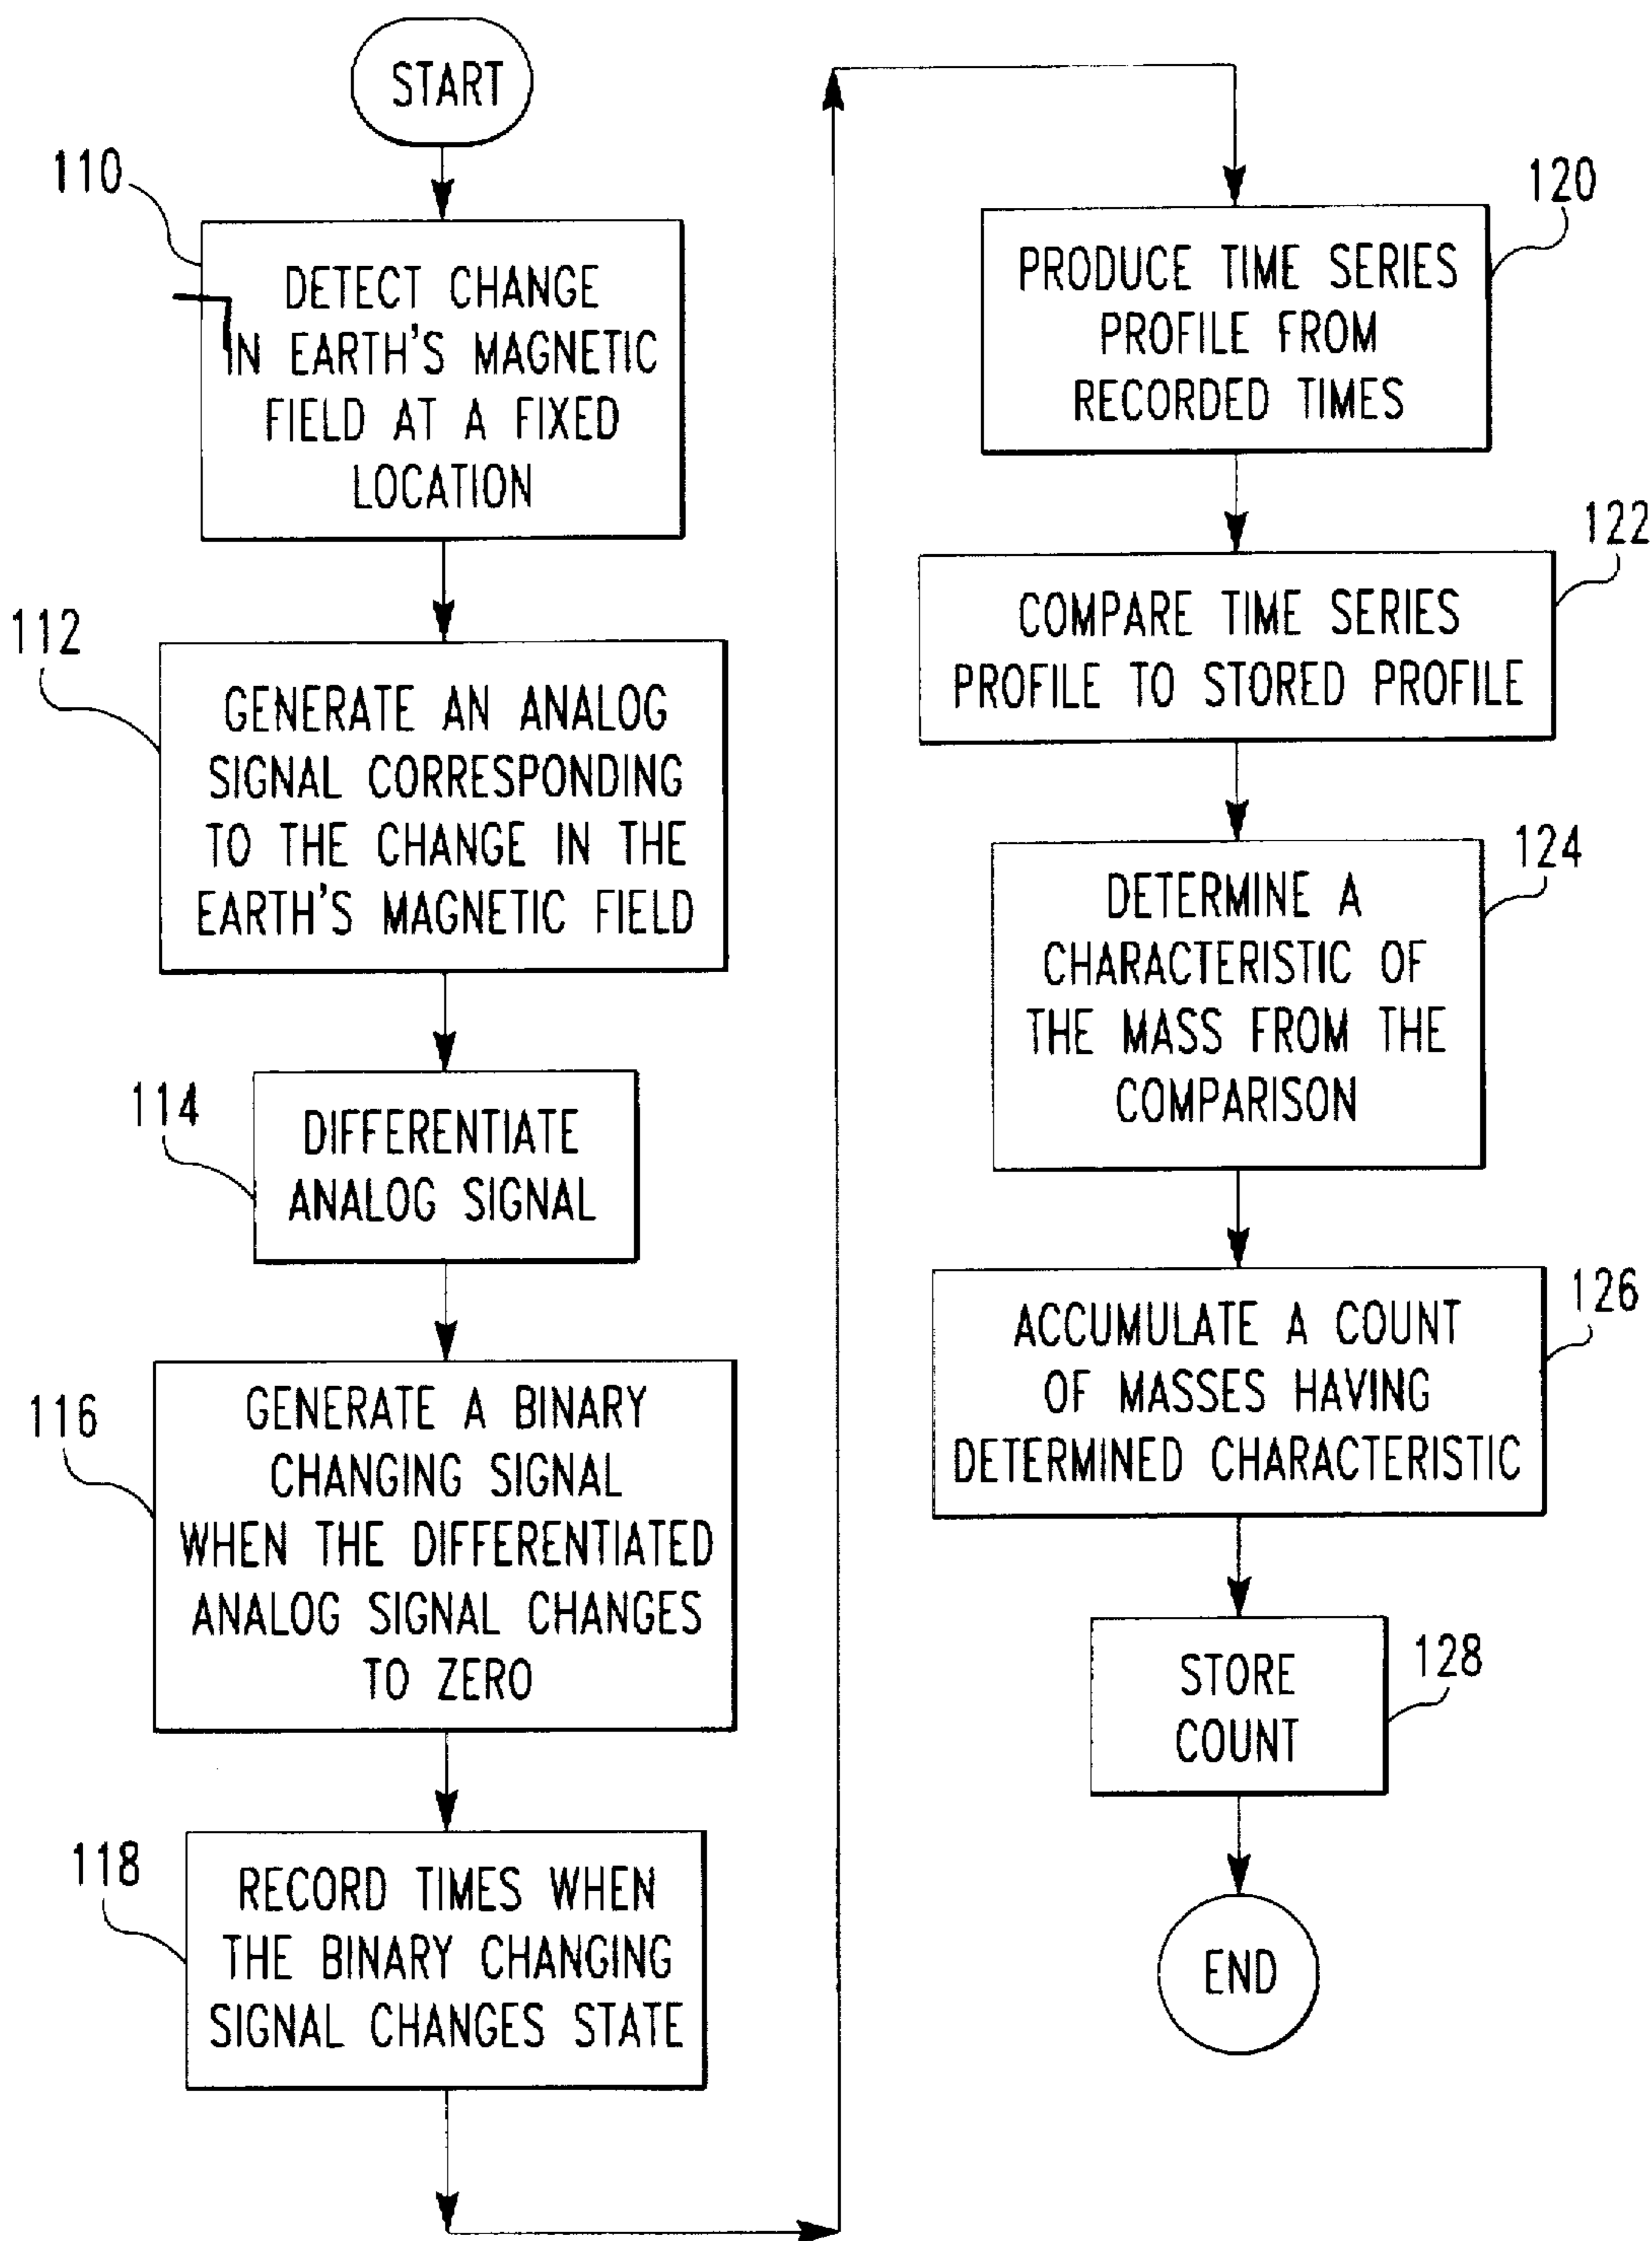 START
110
DETECT CHANGE
IN EARTH'S MAGNETIC
FIELD AT A FIXED
LOCATION
112
GENERATE AN ANALOG
SIGNAL CORRESPONDING
TO THE CHANGE IN THE
EARTH'S MAGNETIC FIELD
114
DIFFERENTIATE
ANALOG SIGNAL
116
GENERATE A BINARY
CHANGING SIGNAL
WHEN THE DIFFERENTIATED
ANALOG SIGNAL CHANGES
TO ZERO
118
RECORD TIMES WHEN
THE BINARY CHANGING
SIGNAL CHANGES STATE
120
PRODUCE TIME SERIES
PROFILE FROM
RECORDED TIMES
122
COMPARE TIME SERIES
PROFILE TO STORED PROFILE
124
DETERMINE A
CHARACTERISTIC OF
THE MASS FROM THE
COMPARISON
126
ACCUMULATE A COUNT
OF MASSES HAVING
DETERMINED CHARACTERISTIC
128
STORE
COUNT
END